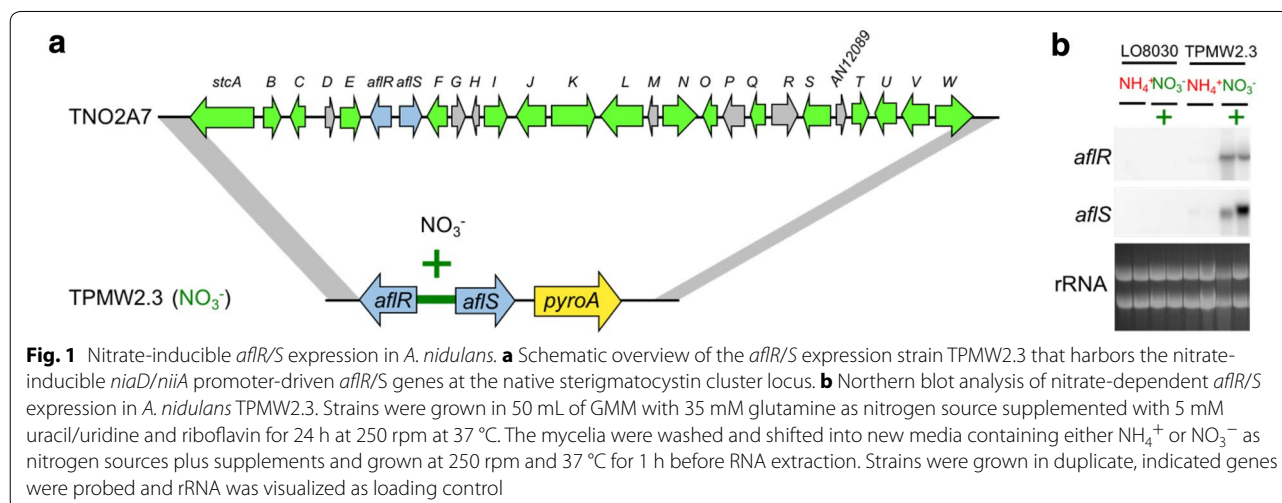 a
b
stcA B C D E aflR aflS F G H I J K L M N O P Q R S AN12089 T U V W
TNO2A7
NO₃⁻
+
TPMW2.3 (NO₃⁻)
aflR aflS pyroA
LO8030 TPMW2.3
NH₄⁺ NO₃⁻ NH₄⁺ NO₃⁻
+ +
aflR
aflS
rRNA
Fig. 1 Nitrate-inducible aflR/S expression in A. nidulans. a Schematic overview of the aflR/S expression strain TPMW2.3 that harbors the nitrate-
inducible niaD/niiA promoter-driven aflR/S genes at the native sterigmatocystin cluster locus. b Northern blot analysis of nitrate-dependent aflR/S
expression in A. nidulans TPMW2.3. Strains were grown in 50 mL of GMM with 35 mM glutamine as nitrogen source supplemented with 5 mM
uracil/uridine and riboflavin for 24 h at 250 rpm at 37 °C. The mycelia were washed and shifted into new media containing either NH₄⁺ or NO₃⁻ as
nitrogen sources plus supplements and grown at 250 rpm and 37 °C for 1 h before RNA extraction. Strains were grown in duplicate, indicated genes
were probed and rRNA was visualized as loading control